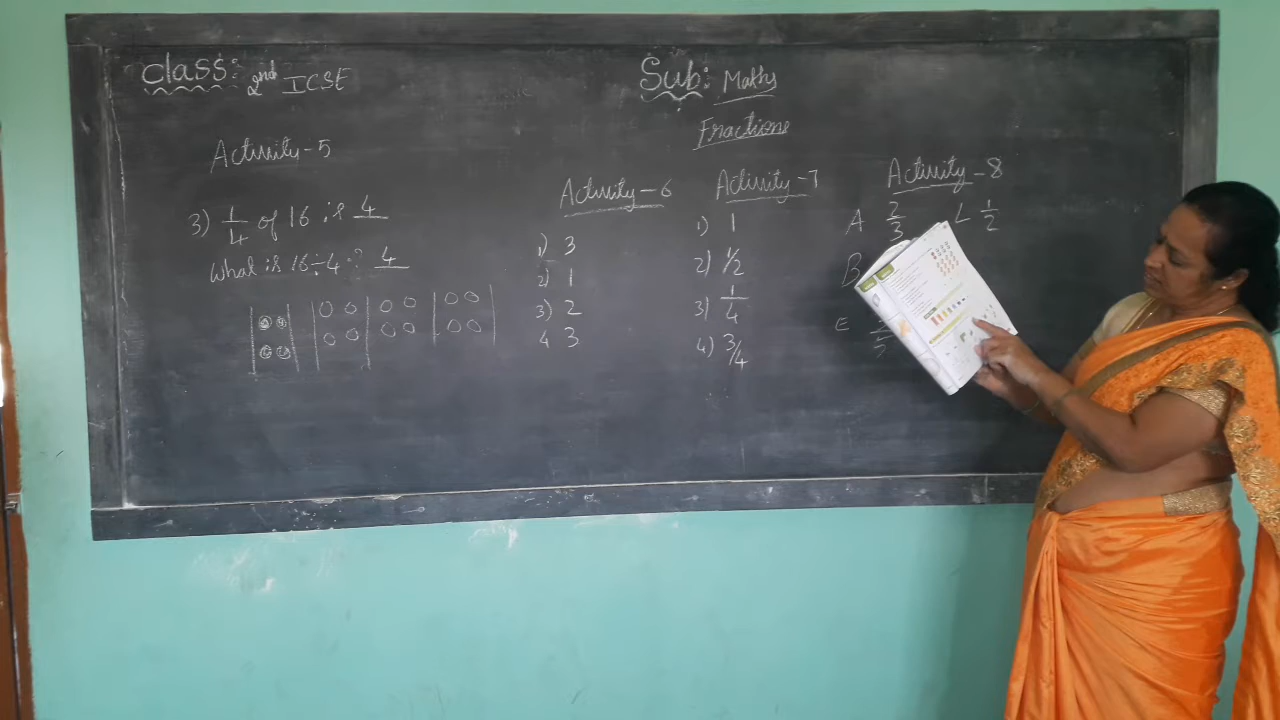 Class: 2nd ICSE
Sub: Maths
Fractions
Activity-5
3) 1/4 of 16 is 4
What is 16÷4? 4
Activity-6
1) 3
2) 1
3) 2
4 3
Activity-7
1) 1
2) 1/2
3) 1/4
4) 3/4
Activity-8
A 2/3
L 1/2
B
E
5